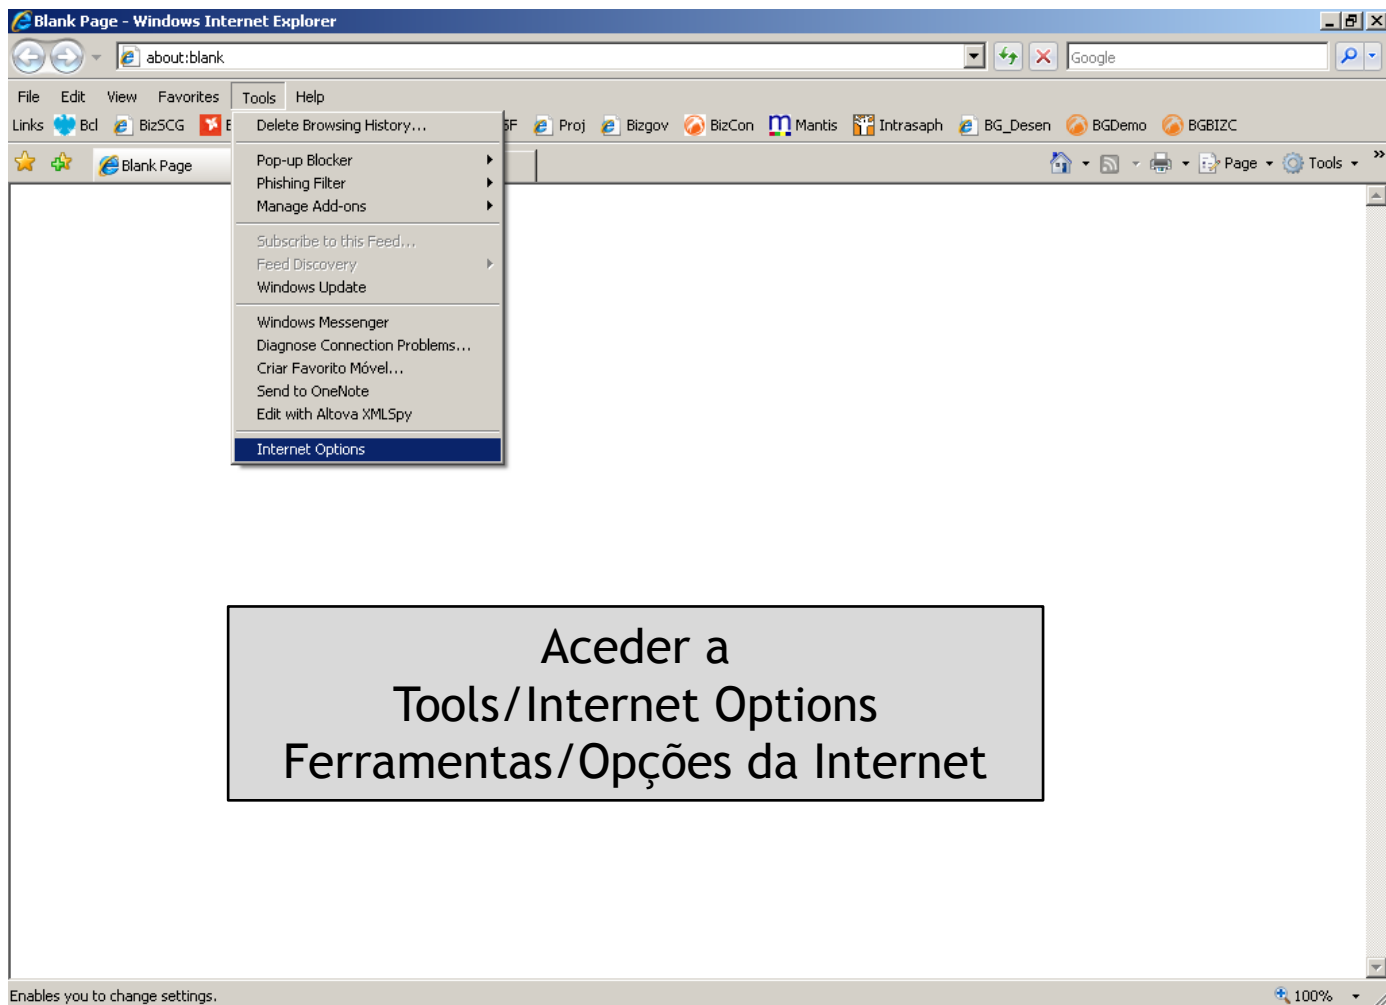 Blank Page - Windows Internet Explorer
about:blank
Google
File Edit View Favorites Tools Help
Links Bcl BizSCG Proj Bizgov BizCon Mantis Intrasaph BG_Desen BGDemo BGBIZC
Blank Page
Page Tools
Delete Browsing History...
Pop-up Blocker
Phishing Filter
Manage Add-ons
Subscribe to this Feed...
Feed Discovery
Windows Update
Windows Messenger
Diagnose Connection Problems...
Criar Favorito Móvel...
Send to OneNote
Edit with Altova XMLSpy
Internet Options
Aceder a
Tools/Internet Options
Ferramentas/Opções da Internet
Enables you to change settings.
100%